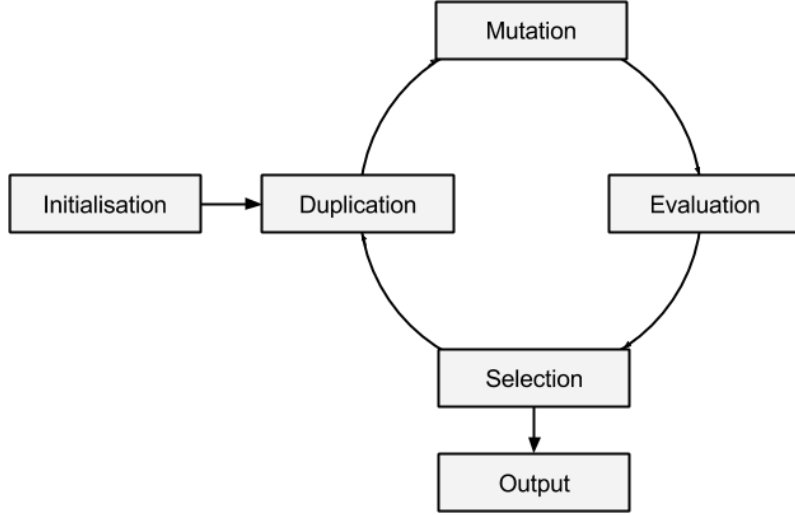 Mutation
Initialisation
Duplication
Evaluation
Selection
Output